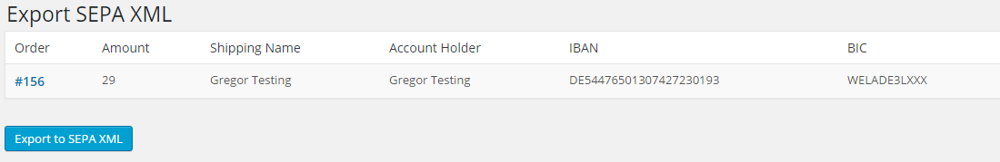 Export SEPA XML
Order Amount Shipping Name Account Holder IBAN BIC
#156 29 Gregor Testing Gregor Testing DE54476501307427230193 WELADE3LXXX
Export to SEPA XML